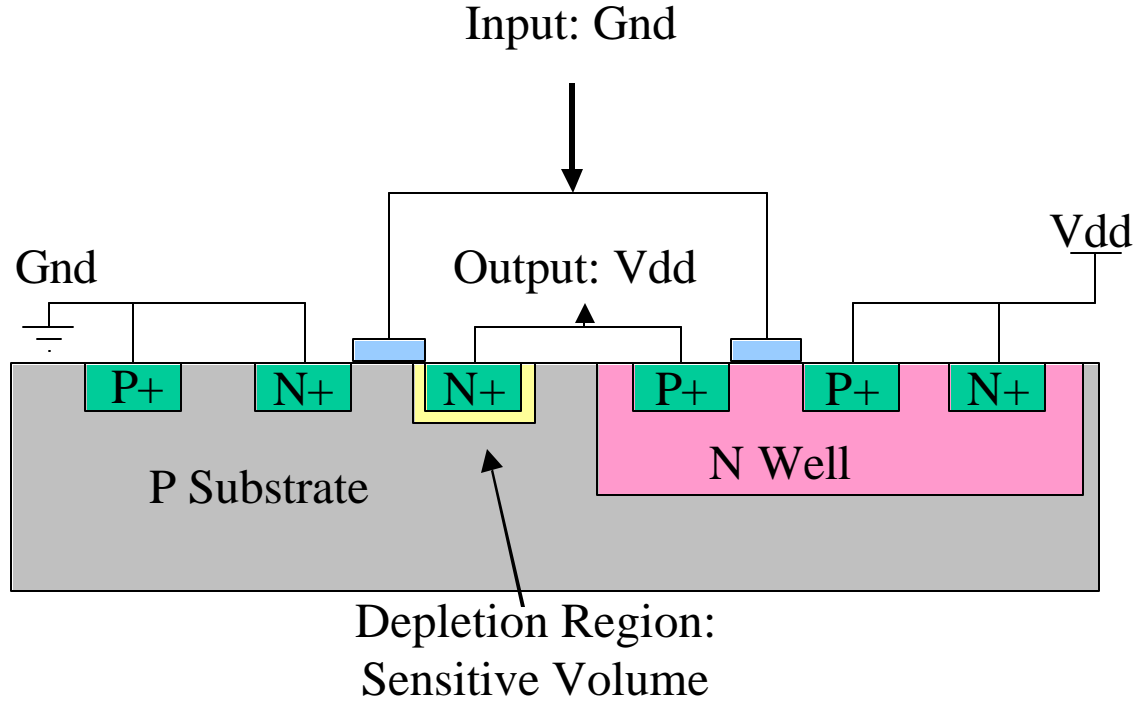 Input: Gnd
Vdd
Gnd
Output: Vdd
P+ N+ N+ P+ P+ N+
N Well
P Substrate
Depletion Region:
Sensitive Volume